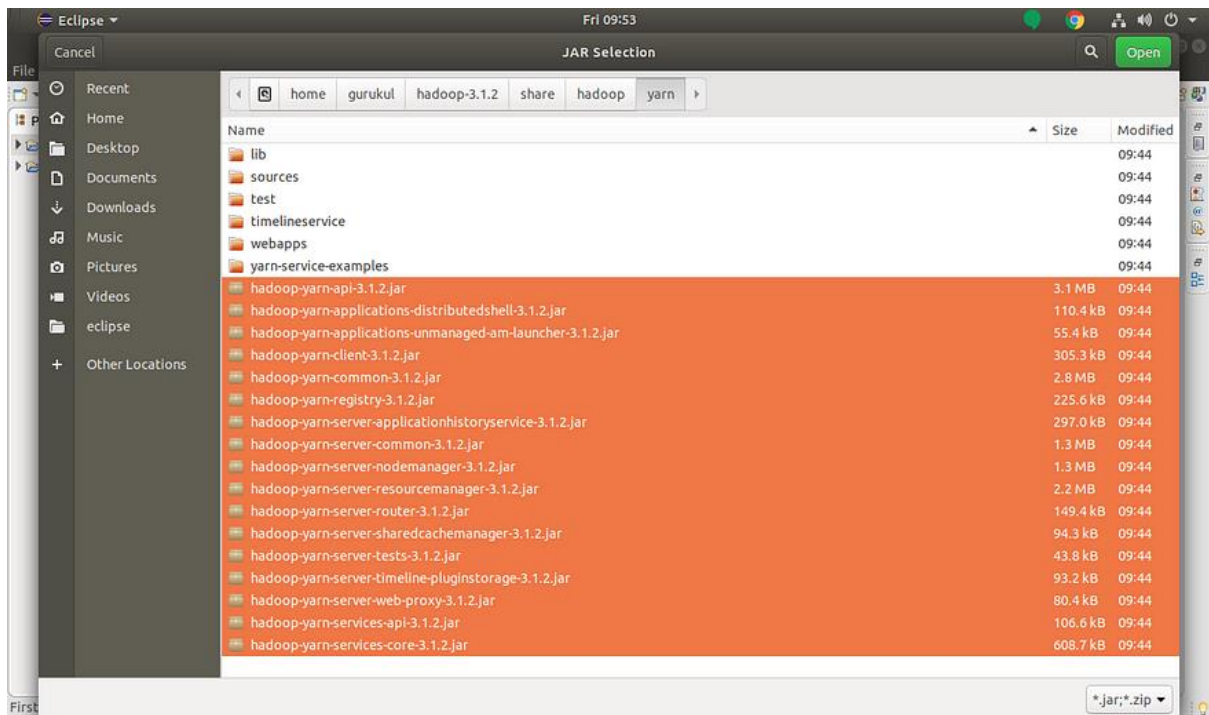 Eclipse
Fri 09:53
Cancel
JAR Selection
Open
File
Recent
Home
Desktop
Documents
Downloads
Music
Pictures
Videos
eclipse
+ Other Locations
home gurukul hadoop-3.1.2 share hadoop yarn
Name Size Modified
lib 09:44
sources 09:44
test 09:44
timelineservice 09:44
webapps 09:44
yarn-service-examples 09:44
hadoop-yarn-api-3.1.2.jar 3.1 MB 09:44
hadoop-yarn-applications-distributedshell-3.1.2.jar 110.4 kB 09:44
hadoop-yarn-applications-unmanaged-am-launcher-3.1.2.jar 55.4 kB 09:44
hadoop-yarn-client-3.1.2.jar 305.3 kB 09:44
hadoop-yarn-common-3.1.2.jar 2.8 MB 09:44
hadoop-yarn-registry-3.1.2.jar 225.6 kB 09:44
hadoop-yarn-server-applicationhistoryservice-3.1.2.jar 297.0 kB 09:44
hadoop-yarn-server-common-3.1.2.jar 1.3 MB 09:44
hadoop-yarn-server-nodemanager-3.1.2.jar 1.3 MB 09:44
hadoop-yarn-server-resourcemanager-3.1.2.jar 2.2 MB 09:44
hadoop-yarn-server-router-3.1.2.jar 149.4 kB 09:44
hadoop-yarn-server-sharedcachemanager-3.1.2.jar 94.3 kB 09:44
hadoop-yarn-server-tests-3.1.2.jar 43.8 kB 09:44
hadoop-yarn-server-timeline-pluginstorage-3.1.2.jar 93.2 kB 09:44
hadoop-yarn-server-web-proxy-3.1.2.jar 80.4 kB 09:44
hadoop-yarn-services-api-3.1.2.jar 106.6 kB 09:44
hadoop-yarn-services-core-3.1.2.jar 608.7 kB 09:44
*.jar;*.zip
First